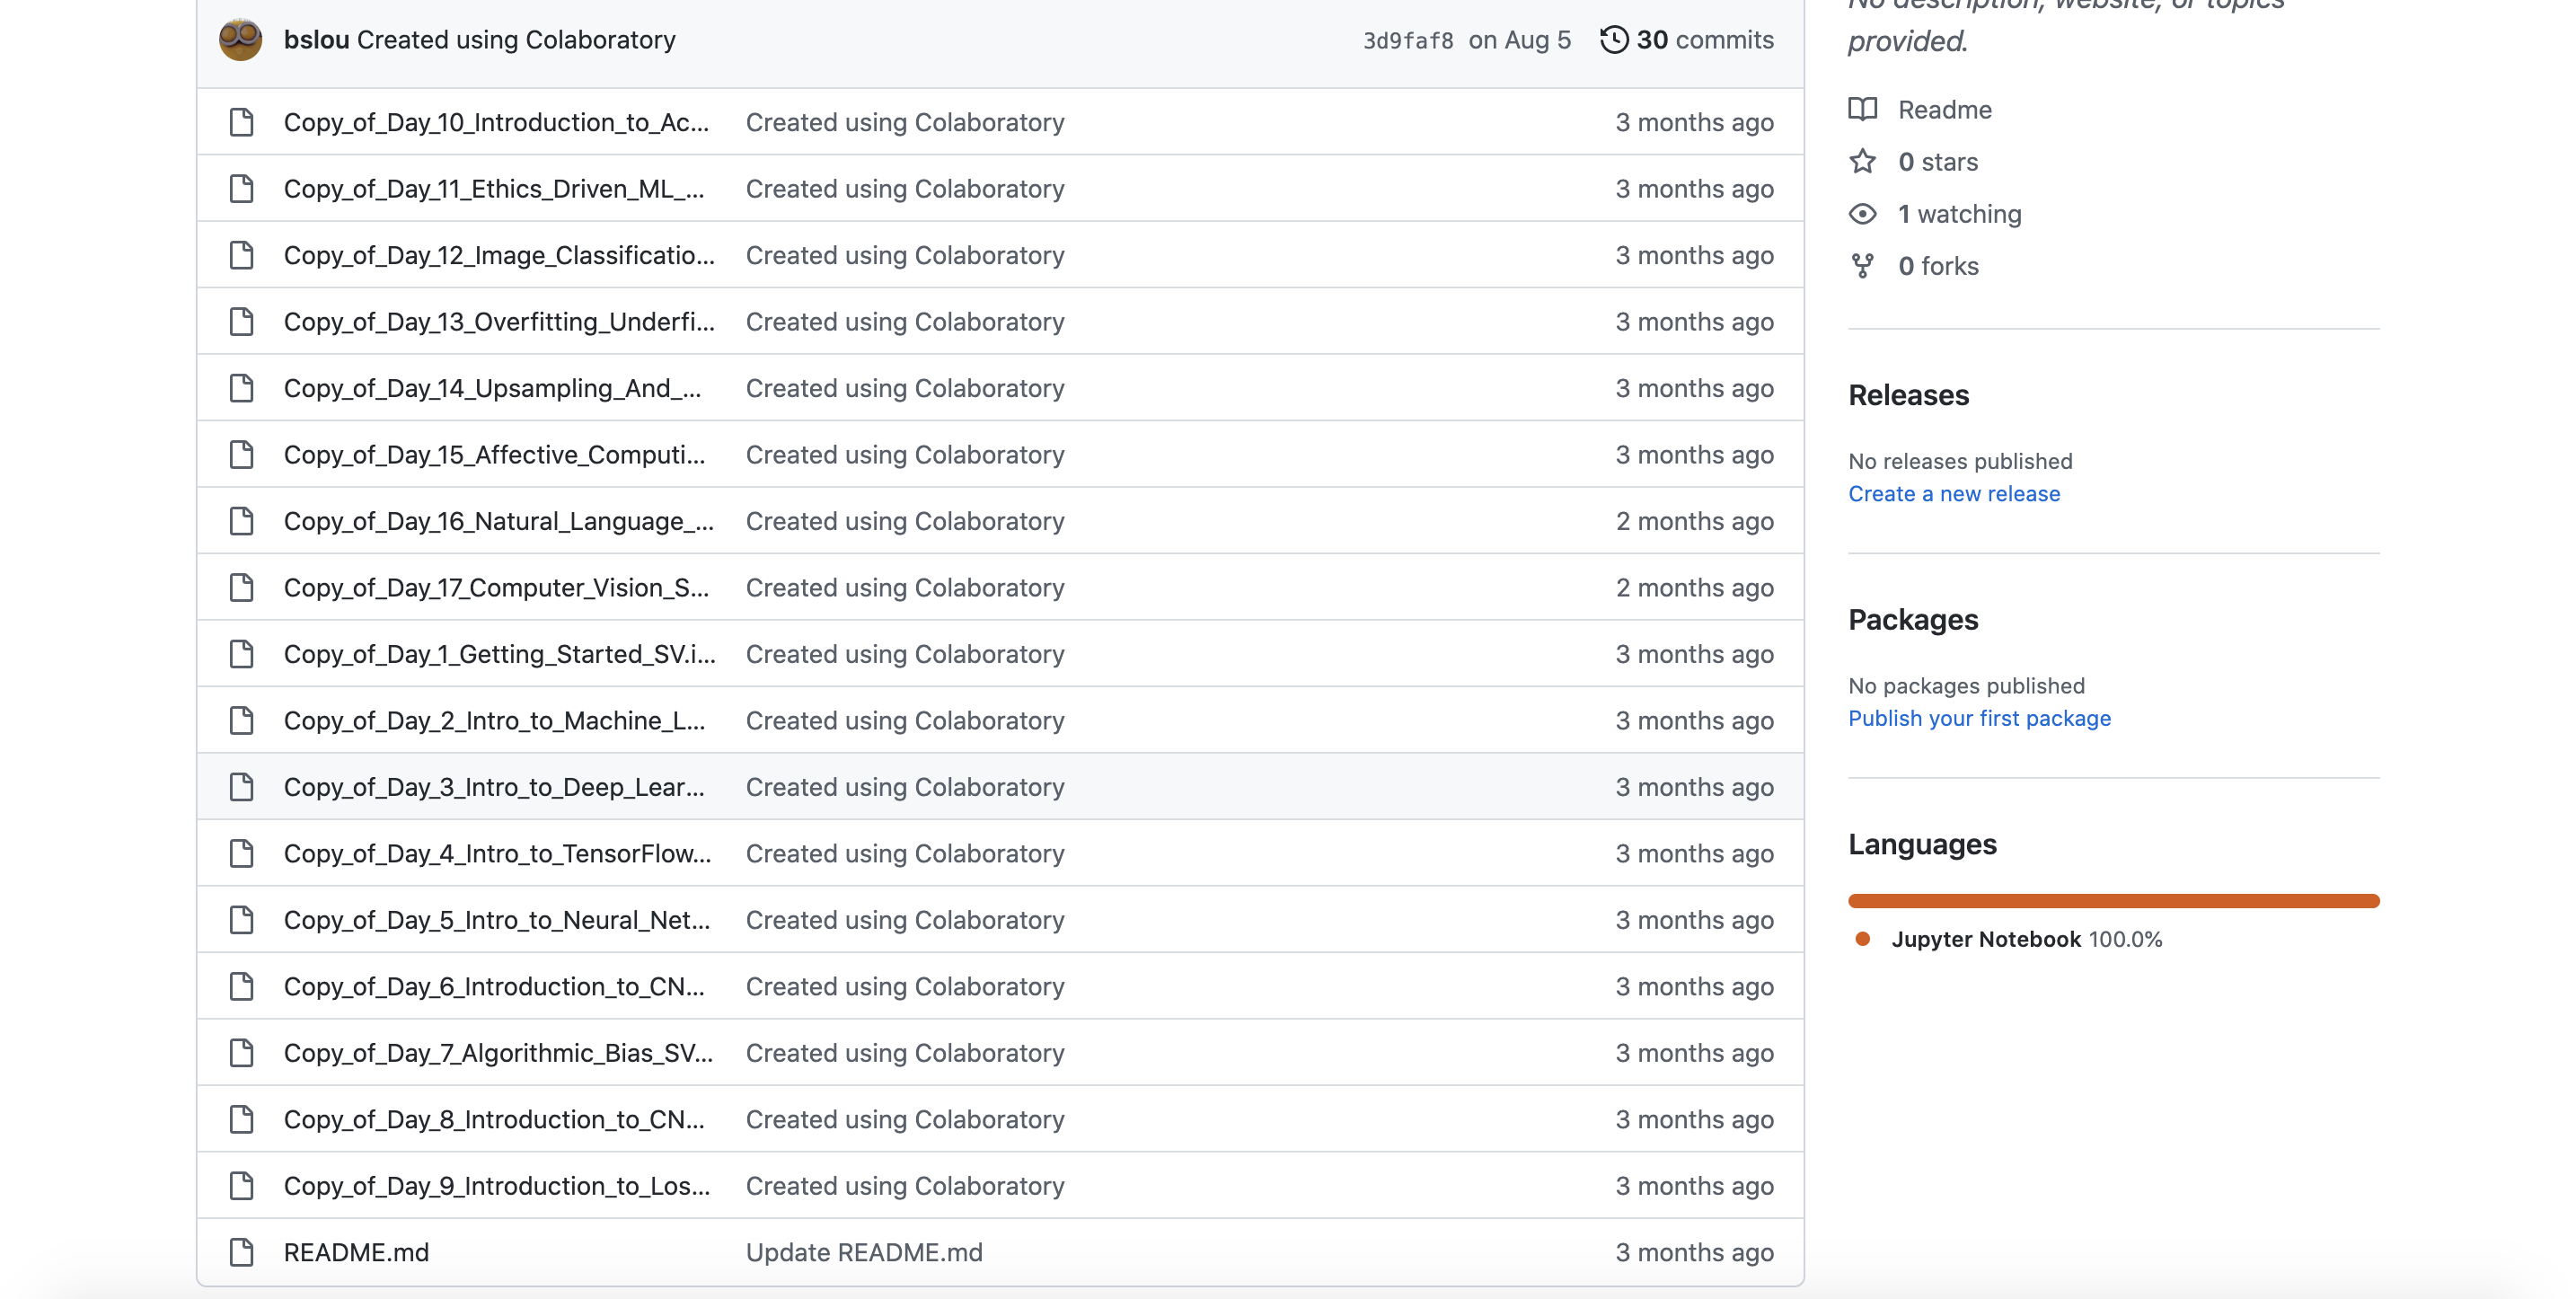 bslou Created using Colaboratory 3d9faf8 on Aug 5 30 commits
Copy_of_Day_10_Introduction_to_Ac... Created using Colaboratory 3 months ago
Copy_of_Day_11_Ethics_Driven_ML_... Created using Colaboratory 3 months ago
Copy_of_Day_12_Image_Classificatio... Created using Colaboratory 3 months ago
Copy_of_Day_13_Overfitting_Underfi... Created using Colaboratory 3 months ago
Copy_of_Day_14_Upsampling_And_... Created using Colaboratory 3 months ago
Copy_of_Day_15_Affective_Computi... Created using Colaboratory 3 months ago
Copy_of_Day_16_Natural_Language_... Created using Colaboratory 2 months ago
Copy_of_Day_17_Computer_Vision_S... Created using Colaboratory 2 months ago
Copy_of_Day_1_Getting_Started_SV.i... Created using Colaboratory 3 months ago
Copy_of_Day_2_Intro_to_Machine_L... Created using Colaboratory 3 months ago
Copy_of_Day_3_Intro_to_Deep_Lear... Created using Colaboratory 3 months ago
Copy_of_Day_4_Intro_to_TensorFlow... Created using Colaboratory 3 months ago
Copy_of_Day_5_Intro_to_Neural_Net... Created using Colaboratory 3 months ago
Copy_of_Day_6_Introduction_to_CN... Created using Colaboratory 3 months ago
Copy_of_Day_7_Algorithmic_Bias_SV... Created using Colaboratory 3 months ago
Copy_of_Day_8_Introduction_to_CN... Created using Colaboratory 3 months ago
Copy_of_Day_9_Introduction_to_Los... Created using Colaboratory 3 months ago
README.md Update README.md 3 months ago
No description, website, or topics
provided.
Readme
0 stars
1 watching
0 forks
Releases
No releases published
Create a new release
Packages
No packages published
Publish your first package
Languages
Jupyter Notebook 100.0%